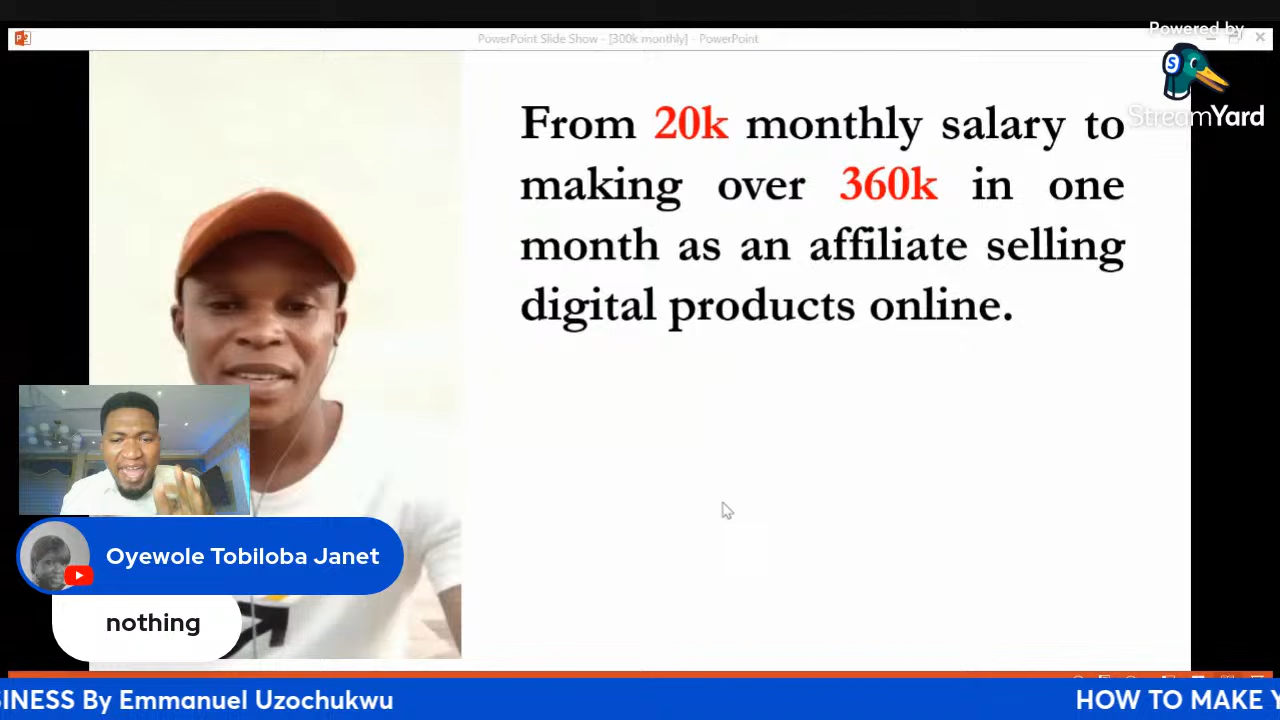 PowerPoint Slide Show - [300k monthly] - PowerPoint
Powered by
StreamYard
From 20k monthly salary to
making over 360k in one
month as an affiliate selling
digital products online.
Oyewole Tobiloba Janet
nothing
SINESS By Emmanuel Uzochukwu
HOW TO MAKE Y